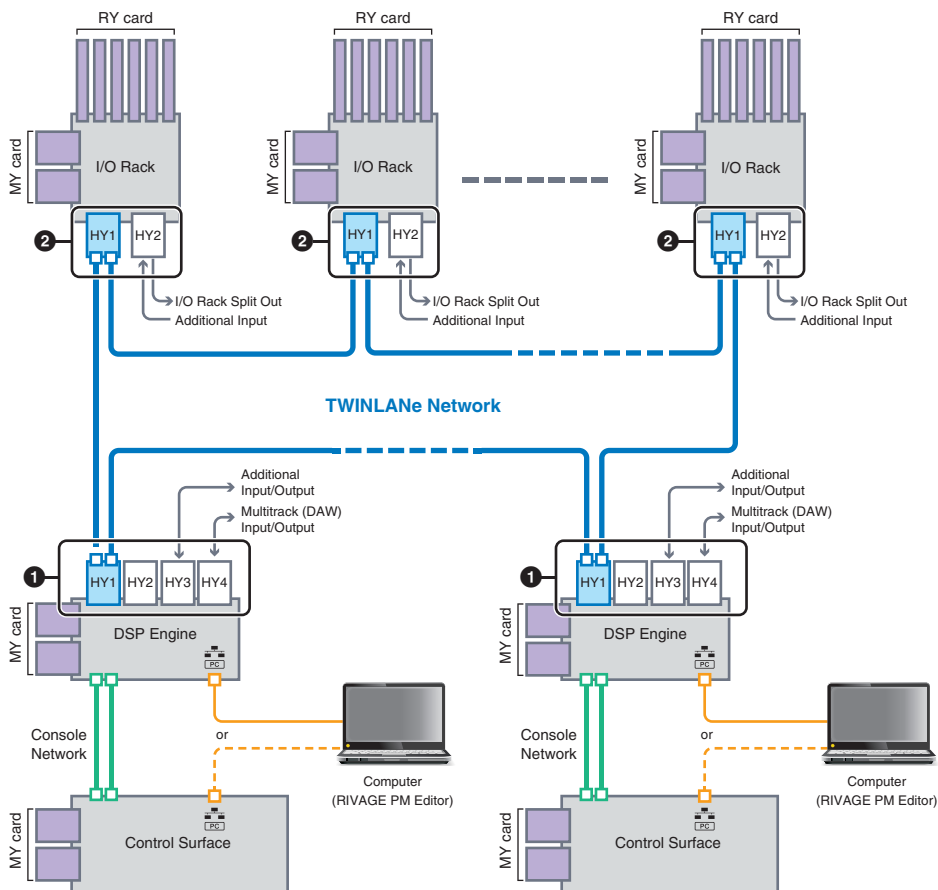 RY card
RY card
RY card
MY card
I/O Rack
MY card
I/O Rack
MY card
I/O Rack
2
HY1
HY2
2
HY1
HY2
2
HY1
HY2
I/O Rack Split Out
Additional Input
I/O Rack Split Out
Additional Input
I/O Rack Split Out
Additional Input
TWINLANe Network
Additional
Input/Output
Multitrack (DAW)
Input/Output
Additional
Input/Output
Multitrack (DAW)
Input/Output
1
HY1
HY2
HY3
HY4
1
HY1
HY2
HY3
HY4
MY card
DSP Engine
PC
MY card
DSP Engine
PC
Console
Network
or
Computer
(RIVAGE PM Editor)
Console
Network
or
Computer
(RIVAGE PM Editor)
MY card
Control Surface
PC
MY card
Control Surface
PC